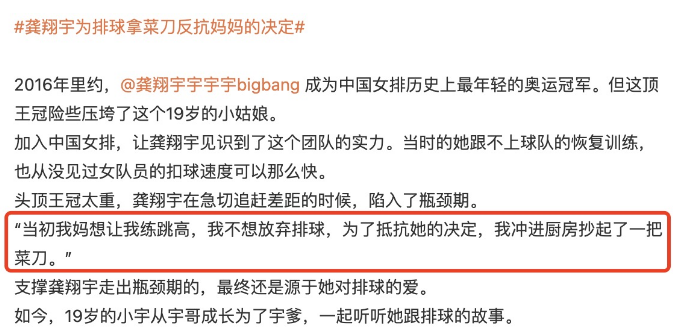 #龚翔宇为排球拿菜刀反抗妈妈的决定#
2016年里约，@龚翔宇宇宇宇bigbang 成为中国女排历史上最年轻的奥运冠军。但这顶
王冠险些压垮了这个19岁的小姑娘。
加入中国女排，让龚翔宇见识到了这个团队的实力。当时的她跟不上球队的恢复训练，
也从没见过女队员的扣球速度可以那么快。
头顶王冠太重，龚翔宇在急切追赶差距的时候，陷入了瓶颈期。
“当初我妈想让我练跳高，我不想放弃排球，为了抵抗她的决定，我冲进厨房抄起了一把
菜刀。”
支撑龚翔宇走出瓶颈期的，最终还是源于她对排球的爱。
如今，19岁的小宇从宇哥成长为了宇爹，一起听听她跟排球的故事。